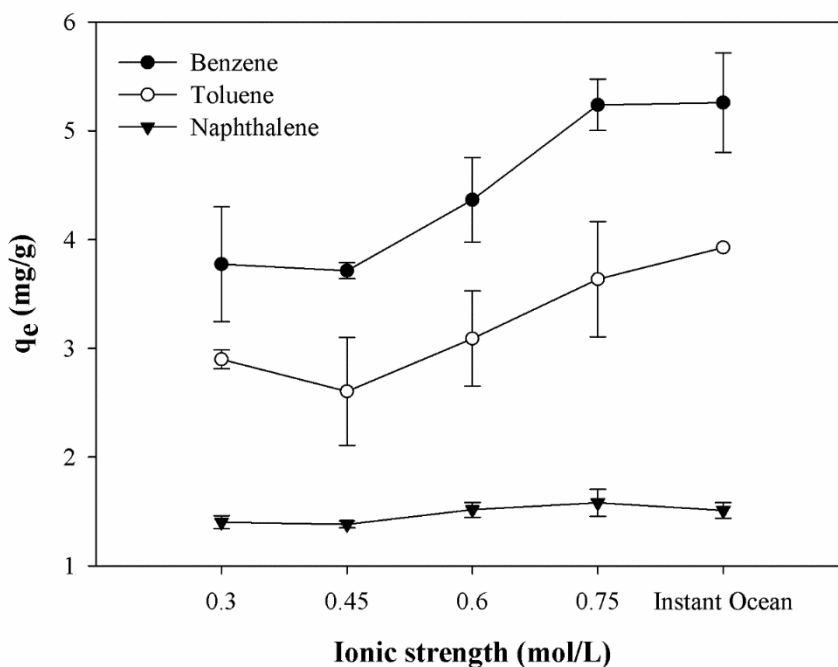 6
Benzene
Toluene
Naphthalene
5
4
3
2
1
qe (mg/g)
0.3 0.45 0.6 0.75 Instant Ocean
Ionic strength (mol/L)